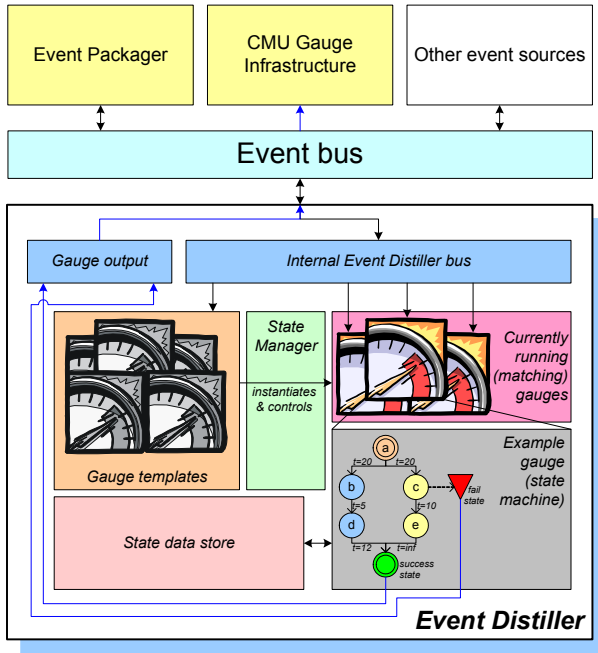 Event Packager
CMU Gauge
Infrastructure
Other event sources
Event bus
Gauge output
Internal Event Distiller bus
Gauge templates
State
Manager
instantiates
& controls
Currently
running
(matching)
gauges
Example
gauge
(state
machine)
a
t=20
t=20
b
c
fail
state
t=5
t=10
d
e
t=12
t=inf
success
state
State data store
Event Distiller